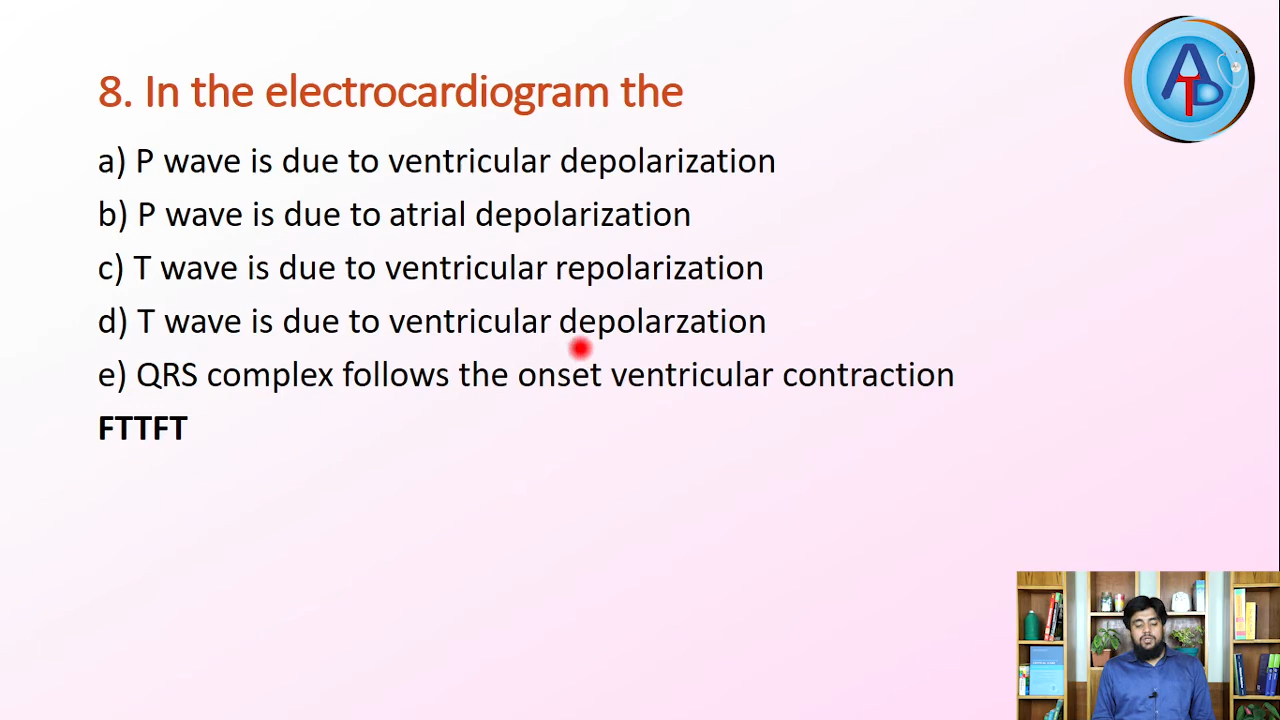 8. In the electrocardiogram the
a) P wave is due to ventricular depolarization
b) P wave is due to atrial depolarization
c) T wave is due to ventricular repolarization
d) T wave is due to ventricular depolarzation
e) QRS complex follows the onset ventricular contraction
FTTFT
ATD